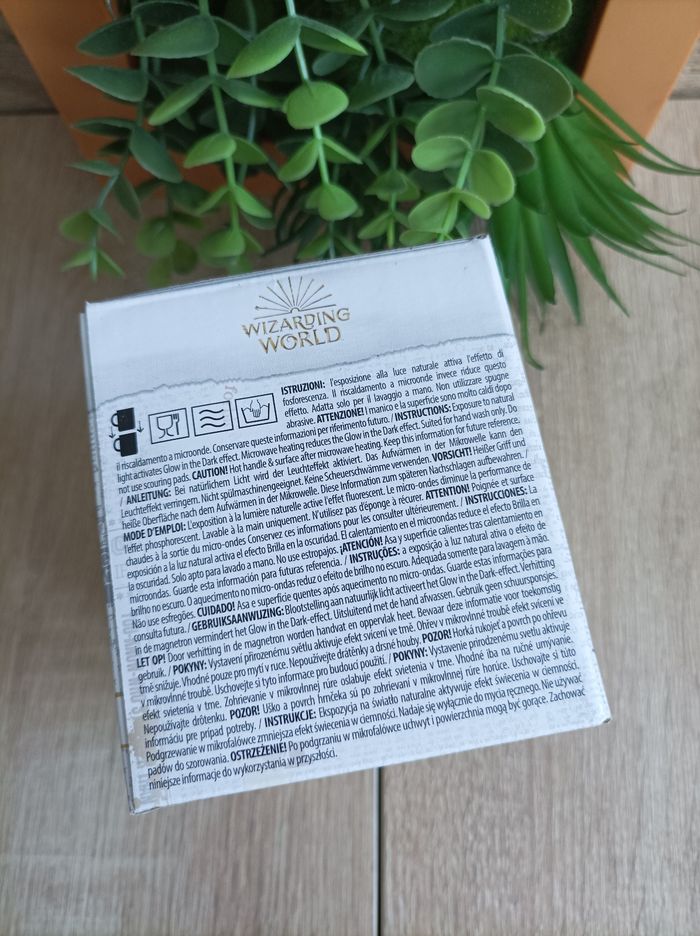 WIZARDING
WORLD
ISTRUZIONI: l'esposizione alla luce naturale attiva l'effetto di
fosforescenza. Il riscaldamento a microonde invece riduce questo
effetto. Adatta solo per il lavaggio a mano. Non utilizzare spugne
abrasive. ATTENZIONE! Il manico e la superficie sono molto caldi dopo
il riscaldamento a microonde. Conservare queste informazioni per riferimento futuro. / INSTRUCTIONS: Exposure to natural
light activates Glow in the Dark effect. Microwave heating reduces the Glow in the Dark effect. Suited for hand wash only. Do
not use scouring pads. CAUTION! Hot handle & surface after microwave heating. Keep this information for future reference.
/ ANLEITUNG: Bei natürlichem Licht wird der Leuchteffekt aktiviert. Das Aufwärmen in der Mikrowelle kann den
Leuchteffekt verringern. Nicht spülmaschinengeeignet. Keine Scheuerschwämme verwenden. VORSICHT! Heißer Griff und
heiße Oberfläche nach dem Aufwärmen in der Mikrowelle. Diese Information zum späteren Nachschlagen aufbewahren. /
MODE D'EMPLOI: L'exposition à la lumière naturelle active l'effet fluorescent. Le micro-ondes diminue la performance de
l'effet phosphorescent. Lavable à la main uniquement. N'utilizez pas d'éponge à récurer. ATTENTION! Poignée et surface
chaudes à la sortie du micro-ondes Conservez ces informations pour les consulter ultérieurement. / INSTRUCCIONES: La
exposición a la luz natural activa el efecto Brilla en la oscuridad. El calentamiento en el microondas reduce el efecto Brilla en
la oscuridad. Solo apto para lavado a mano. No use estropajos. ¡ATENCIÓN! Asa y superficie calientes tras calentamiento en
microondas. Guarde esta información para futuras referencia. / INSTRUÇÕES: a exposição à luz natural ativa o efeito de
brilho no escuro. O aquecimento no micro-ondas reduz o efeito de brilho no escuro. Adequada somente para lavagem à mão.
Não use esfregões. CUIDADO! Asa e superfície quentes após aquecimento no micro-ondas. Guarde estas informações para
consulta futura. / GEBRUIKSAANWIJZING: Blootstelling aan natuurlijk licht activeert het Glow in the Dark-effect. Verhitting
in de magnetron vermindert het Glow in the Dark-effect. Uitsluitend met de hand afwassen. Gebruik geen schuursponsjes.
LET OP! Door verhitting in de magnetron worden handvat en oppervlak heet. Bewaar deze informatie voor toekomstig
gebruik. / POKYNY: Vystavení přirozenému světlu aktivuje efekt svícení ve tmě. Ohřev v mikrovlnné troubě efekt svícení ve
tmě snižuje. Vhodné pouze pro mytí v ruce. Nepoužívejte drátěnky a drsné houby. POZOR! Horká rukojeť a povrch po ohřevu
v mikrovlnné troubě. Uschovejte si tyto informace pro budoucí použití. / POKYNY: Vystavenie prirodzenému svetlu aktivuje
efekt svietenia v tme. Zohrievanie v mikrovlnnej rúre oslabuje efekt svietenia v tme. Vhodné iba na ručné umývanie.
Nepoužívajte drôtenku. POZOR! Uško a povrch hrnčeka sú po zohrievaní v mikrovlnnej rúre horúce. Uschovajte si túto
informáciu pre prípad potreby. / INSTRUKCJE: Ekspozycja na światło naturalne aktywuje efekt świecenia w ciemności.
Podgrzewanie w mikrofalówce zmniejsza efekt świecenia w ciemności. Nadaje się wyłącznie do mycia ręcznego. Nie używać
padów do szorowania. OSTRZEŻENIE! Po podgrzaniu w mikrofalówce uchwyt i powierzchnia mogą być gorące. Zachować
niniejsze informacje do wykorzystania w przyszłości.